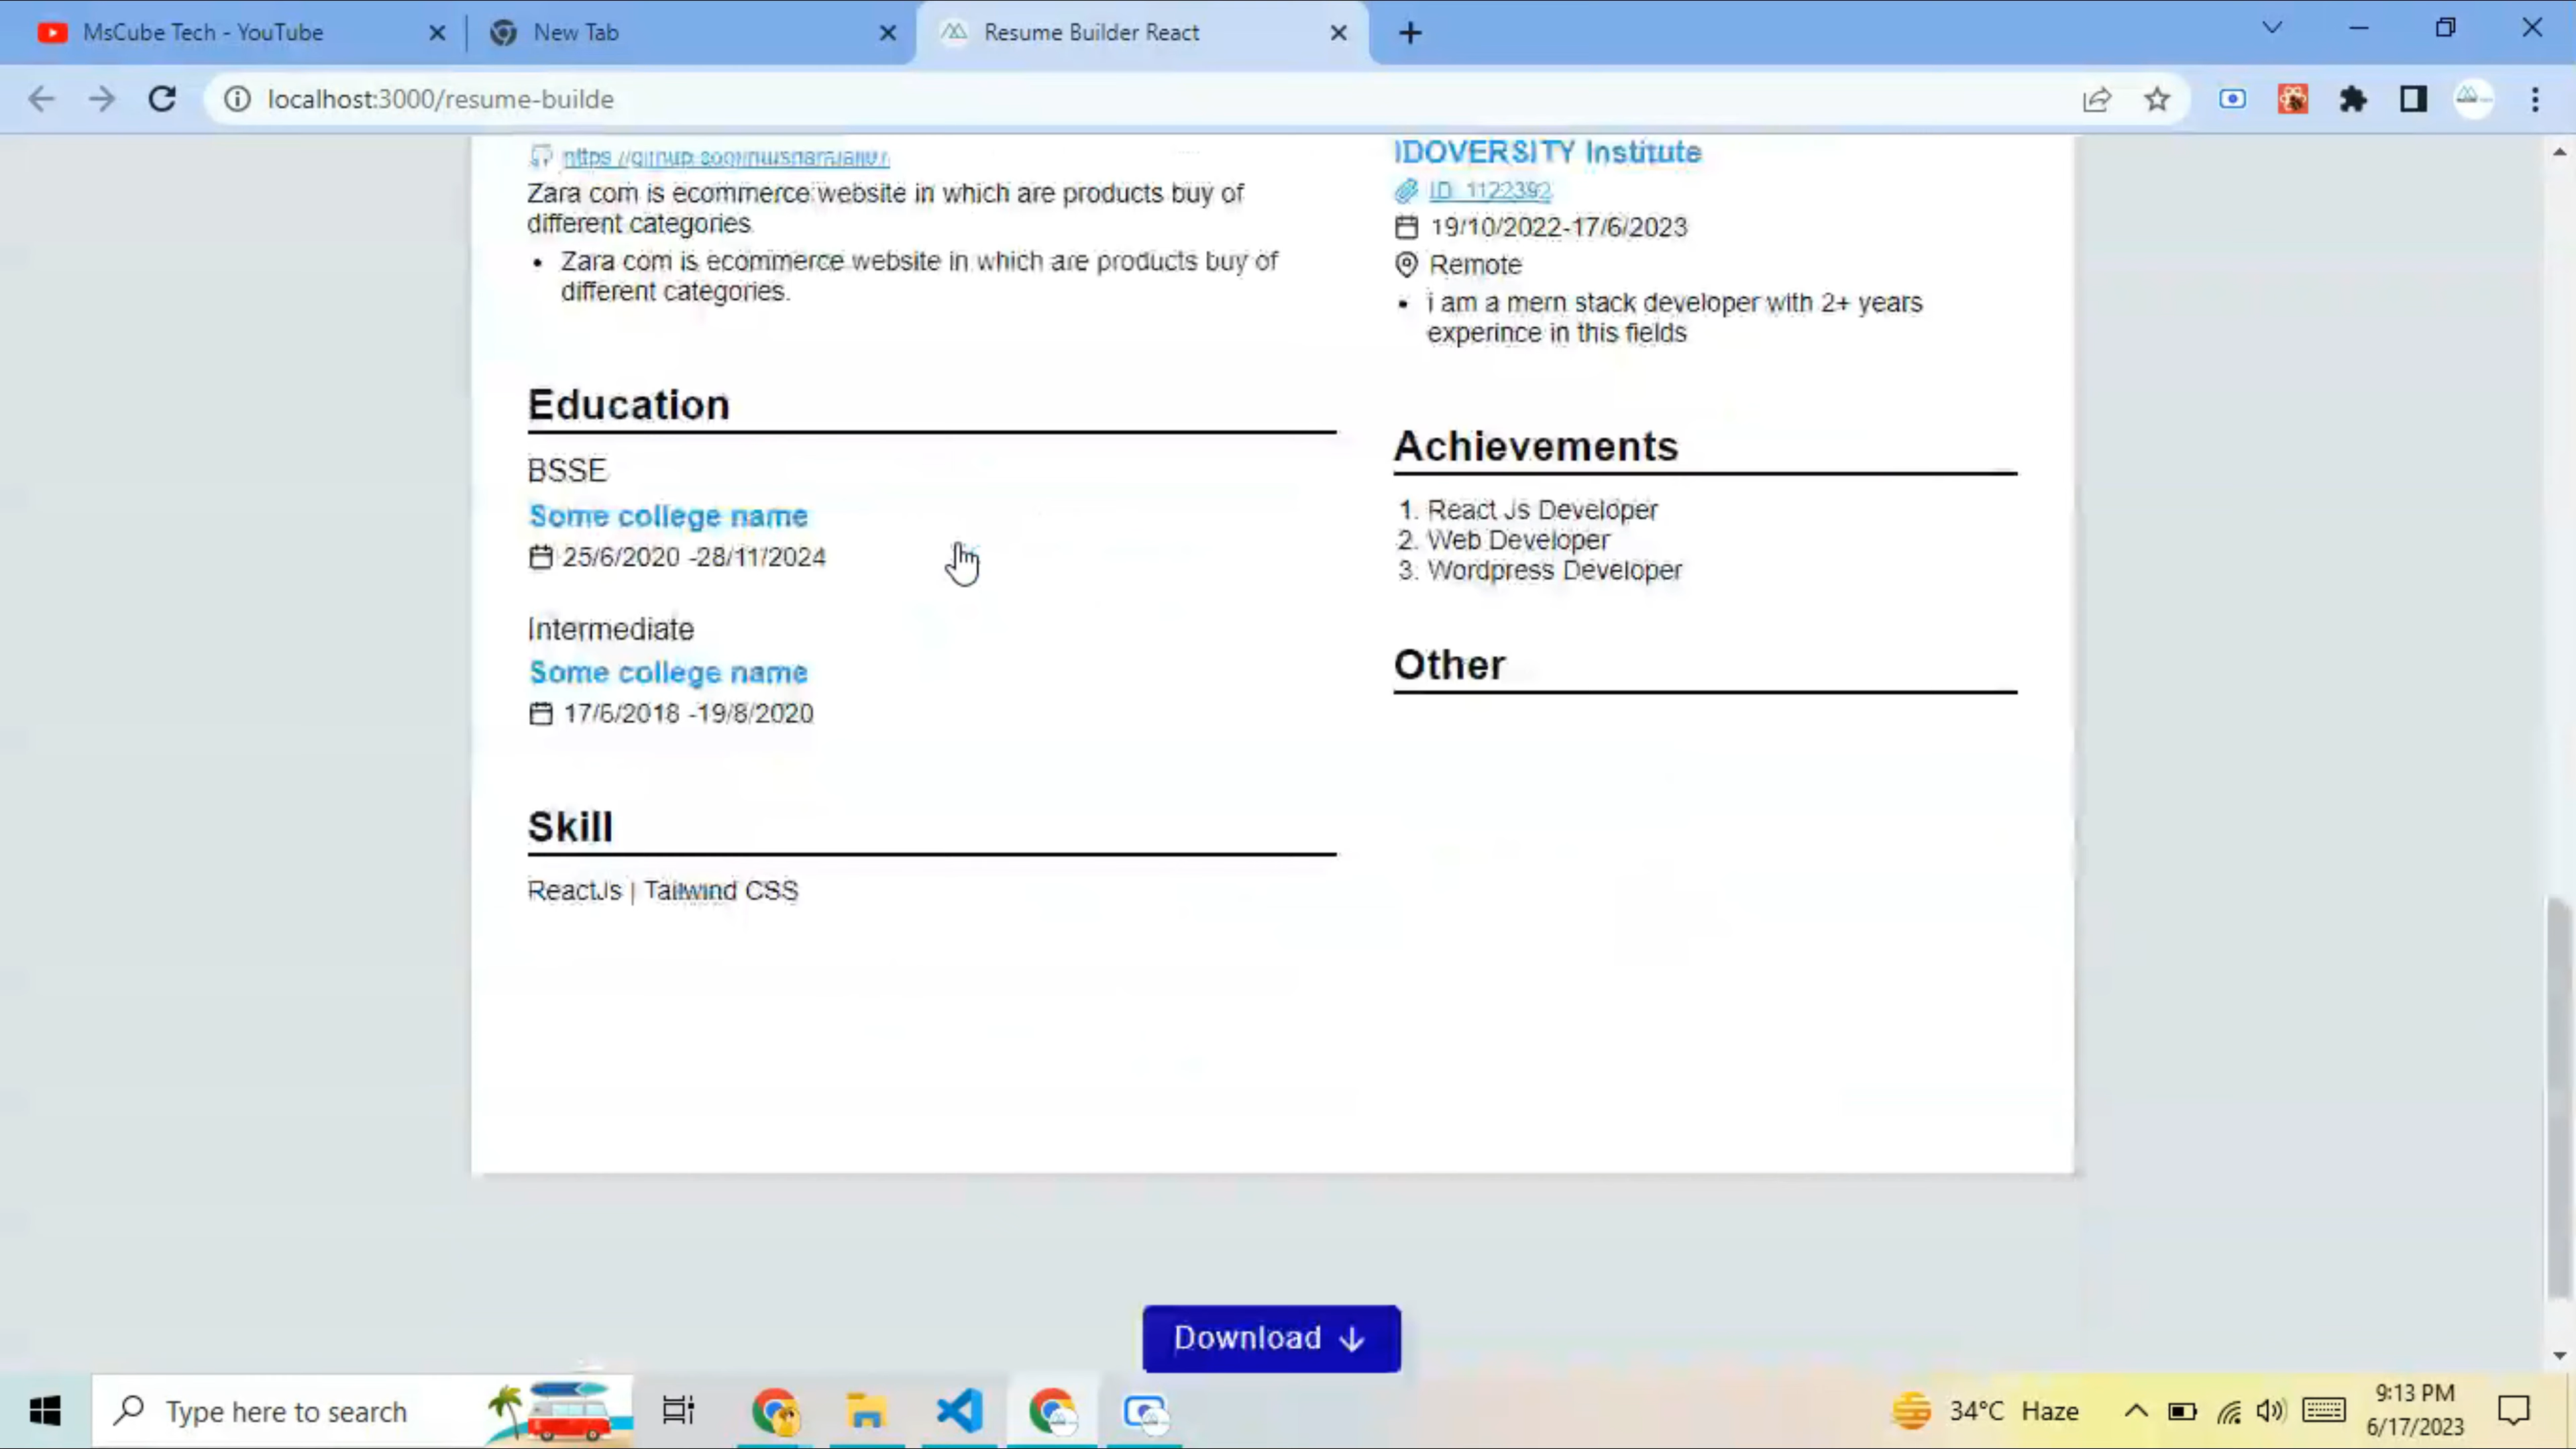 MsCube Tech - YouTube
New Tab
Resume Builder React
localhost:3000/resume-builde
Zara com is ecommerce website in which are products buy of
different categories
• Zara com is ecommerce website in which are products buy of
different categories.
Education
BSSE
Some college name
25/6/2020 -28/11/2024
Intermediate
Some college name
17/6/2018 -19/8/2020
Skill
ReactJs | Tailwind CSS
IDOVERSITY Institute
ID 1122392
19/10/2022-17/6/2023
Remote
• i am a mern stack developer with 2+ years
experince in this fields
Achievements
1. React Js Developer
2. Web Developer
3. Wordpress Developer
Other
Download
Type here to search
34°C Haze
9:13 PM
6/17/2023